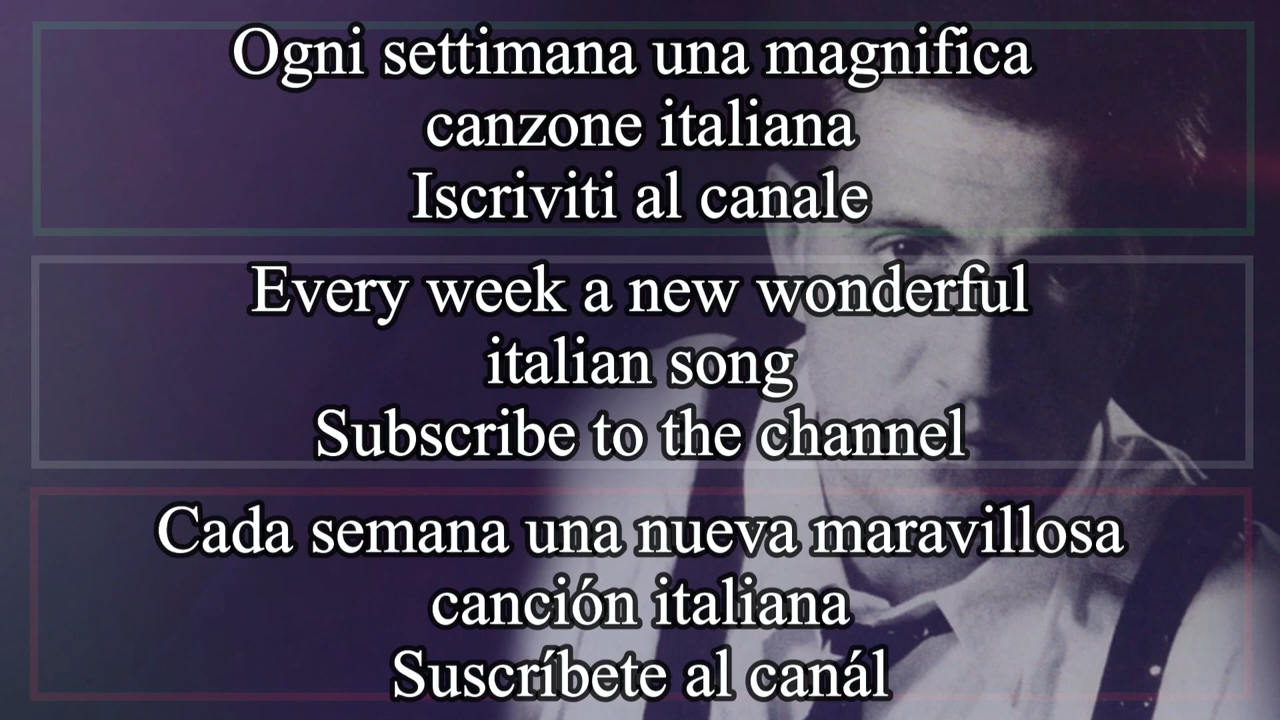 Ogni settimana una magnifica
canzone italiana
Iscriviti al canale
Every week a new wonderful
italian song
Subscribe to the channel
Cada semana una nueva maravillosa
canción italiana
Suscríbete al canál